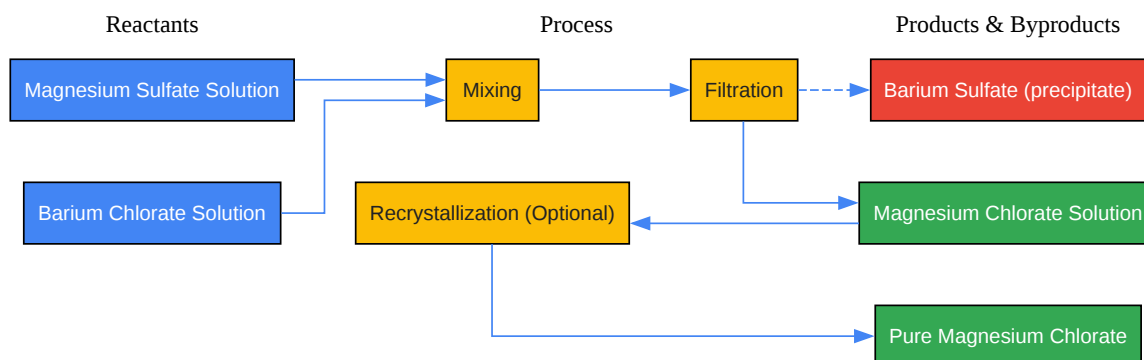 Reactants
Process
Products & Byproducts
Magnesium Sulfate Solution
Mixing
Filtration
Barium Sulfate (precipitate)
Barium Chlorate Solution
Recrystallization (Optional)
Magnesium Chlorate Solution
Pure Magnesium Chlorate